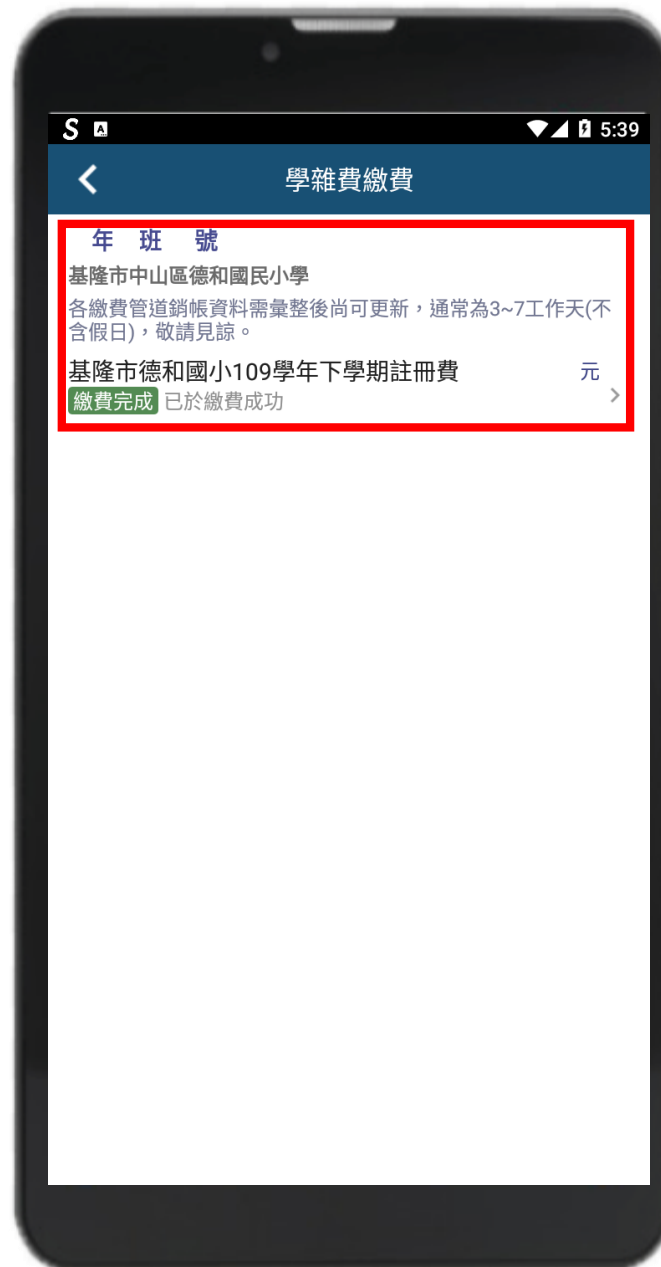 S A 5:39
學雜費繳費
年 班 號
基隆市中山區德和國民小學
各繳費管道銷帳資料需彙整後尚可更新，通常為3~7工作天(不
含假日)，敬請見諒。
基隆市德和國小109學年下學期註冊費 元
繳費完成 已於繳費成功